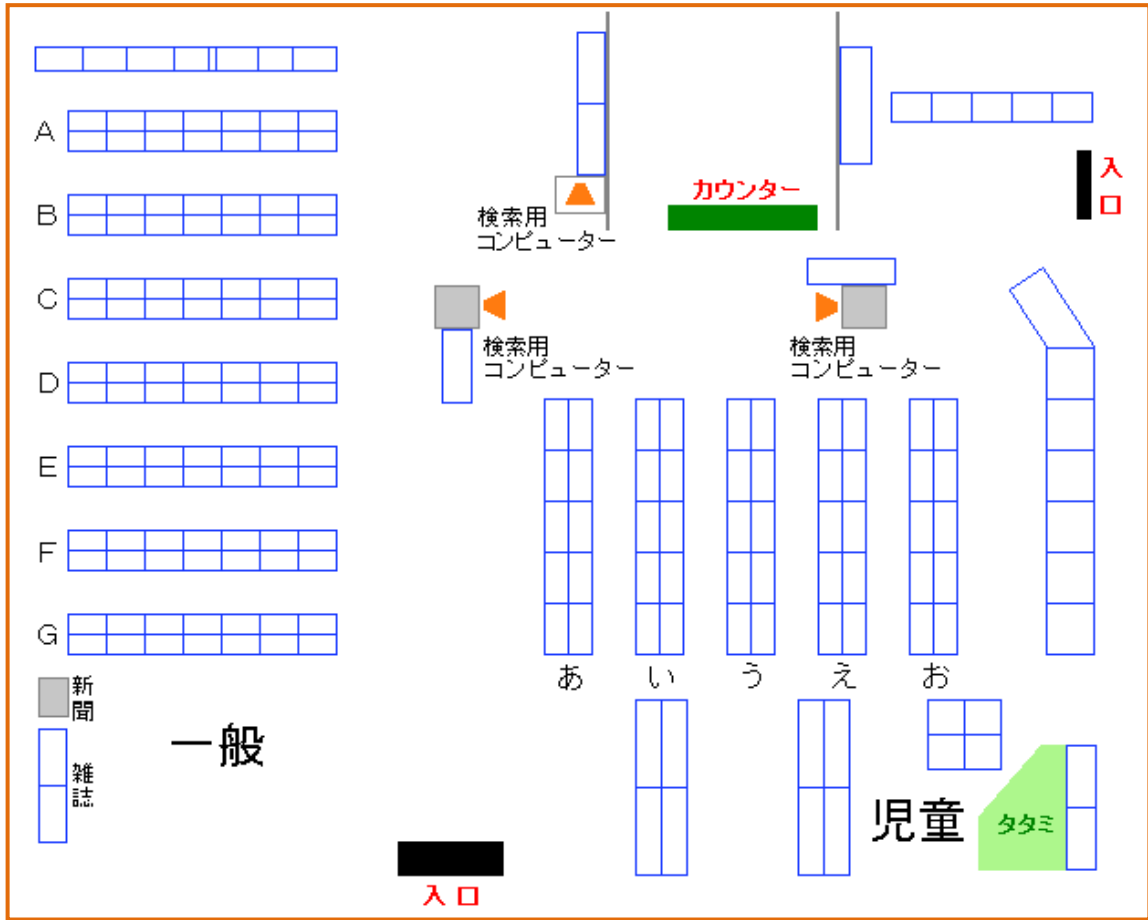 A
B
C
D
E
F
G
カウンター
入
口
検索用
コンピューター
検索用
コンピューター
検索用
コンピューター
あ
い
う
え
お
新
聞
雑
誌
一般
児童
タタミ
入口